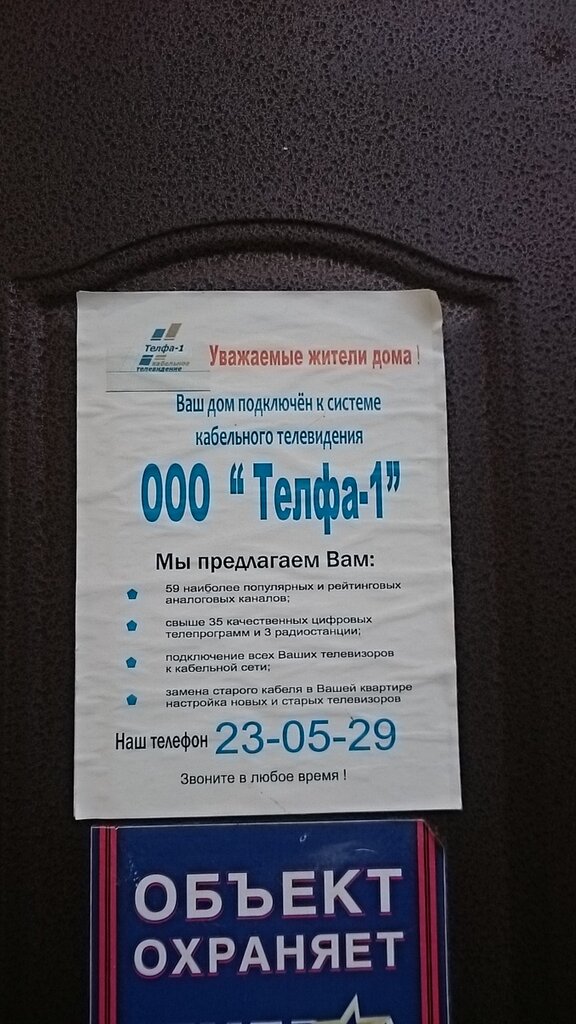 Телфа-1
кабельное
телевидение
Уважаемые жители дома !
Ваш дом подключён к системе
кабельного телевидения
ООО “ Телфа-1”
Мы предлагаем Вам:
59 наиболее популярных и рейтинговых
аналоговых каналов;
свыше 35 качественных цифровых
телепрограмм и 3 радиостанции;
подключение всех Ваших телевизоров
к кабельной сети;
замена старого кабеля в Вашей квартире
настройка новых и старых телевизоров
Наш телефон 23-05-29
Звоните в любое время !
ОБЪЕКТ
ОХРАНЯЕТ